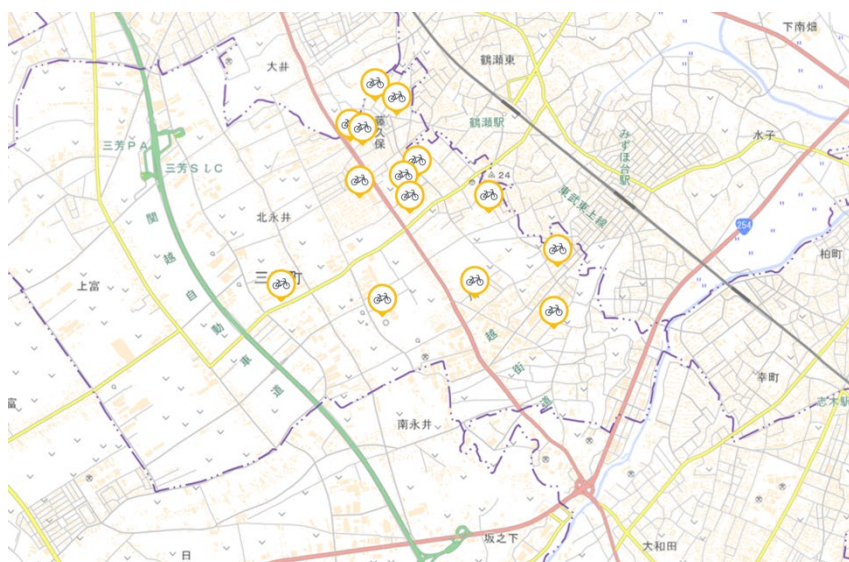 下南畑
大井
鶴瀬東
藤久保
鶴瀬駅
みずほ台駅
水子
三芳PA
三芳SIC
24
東武東上線
北永井
254
柏町
関越自動車道
上富
川越街道
幸町
志木駅
富
南永井
坂之下
大和田
日